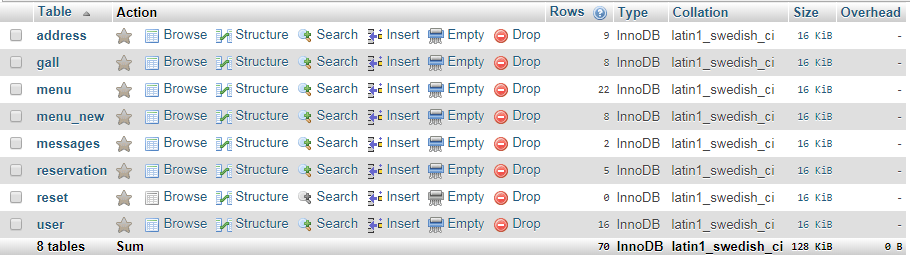 Table Action Rows Type Collation Size Overhead
address Browse Structure Search Insert Empty Drop 9 InnoDB latin1_swedish_ci 16 KiB -
gall Browse Structure Search Insert Empty Drop 8 InnoDB latin1_swedish_ci 16 KiB -
menu Browse Structure Search Insert Empty Drop 22 InnoDB latin1_swedish_ci 16 KiB -
menu_new Browse Structure Search Insert Empty Drop 8 InnoDB latin1_swedish_ci 16 KiB -
messages Browse Structure Search Insert Empty Drop 2 InnoDB latin1_swedish_ci 16 KiB -
reservation Browse Structure Search Insert Empty Drop 5 InnoDB latin1_swedish_ci 16 KiB -
reset Browse Structure Search Insert Empty Drop 0 InnoDB latin1_swedish_ci 16 KiB -
user Browse Structure Search Insert Empty Drop 16 InnoDB latin1_swedish_ci 16 KiB -
8 tables Sum 70 InnoDB latin1_swedish_ci 128 KiB 0 B